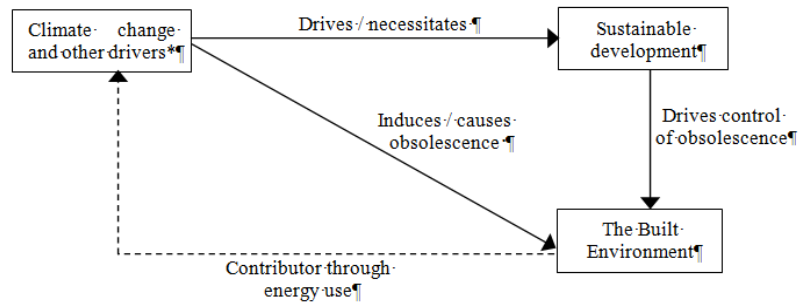 Climate change
and other drivers*¶
Drives / necessitates ¶
Sustainable
development¶
Induces / causes
obsolescence ¶
Drives control
of obsolescence¶
The Built
Environment¶
Contributor through
energy use¶